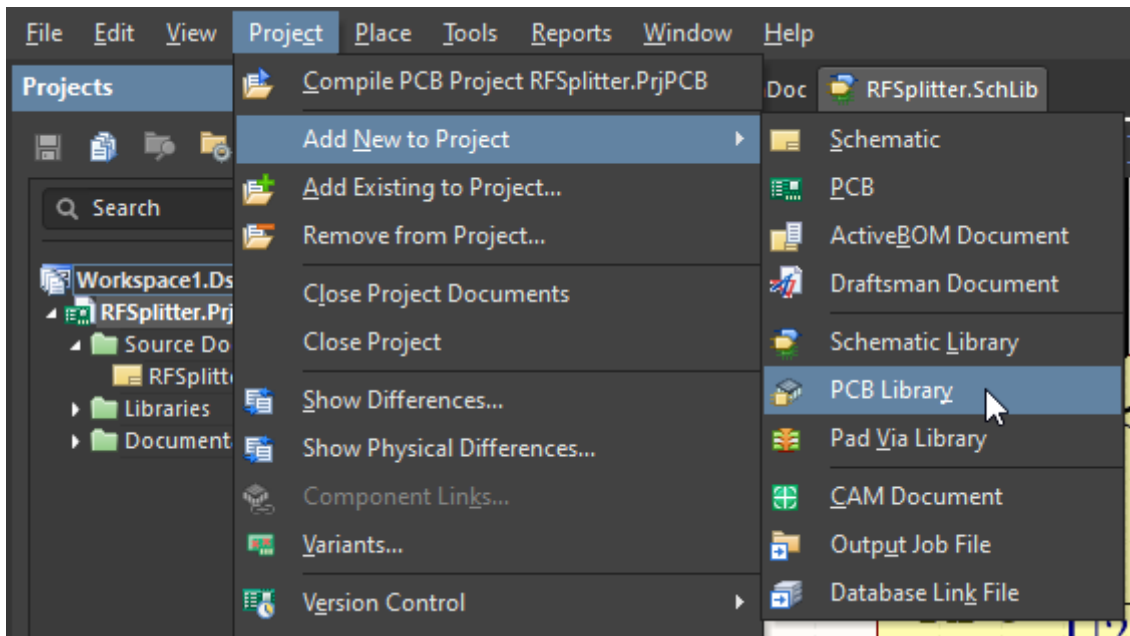 File Edit View Project Place Tools Reports Window Help
Projects
Doc RFSplitter.SchLib
Search
Workspace1.Ds
RFSplitter.Prj
Source Do
RFSplitt
Libraries
Document
Compile PCB Project RFSplitter.PrjPCB
Add New to Project
Add Existing to Project...
Remove from Project...
Close Project Documents
Close Project
Show Differences...
Show Physical Differences...
Component Links...
Variants...
Version Control
Schematic
PCB
ActiveBOM Document
Draftsman Document
Schematic Library
PCB Library
Pad Via Library
CAM Document
Output Job File
Database Link File